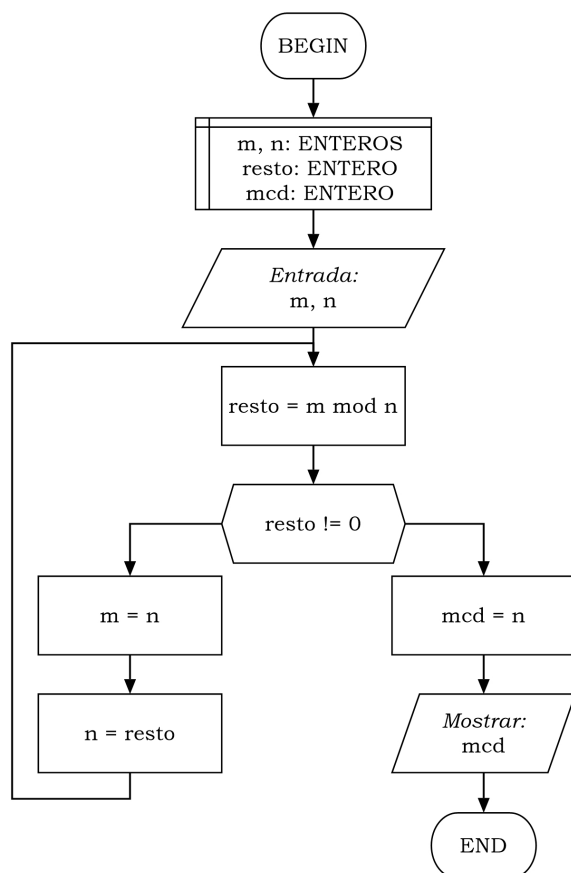 BEGIN
m, n: ENTEROS
resto: ENTERO
mcd: ENTERO
Entrada:
m, n
resto = m mod n
resto != 0
m = n
n = resto
mcd = n
Mostrar:
mcd
END